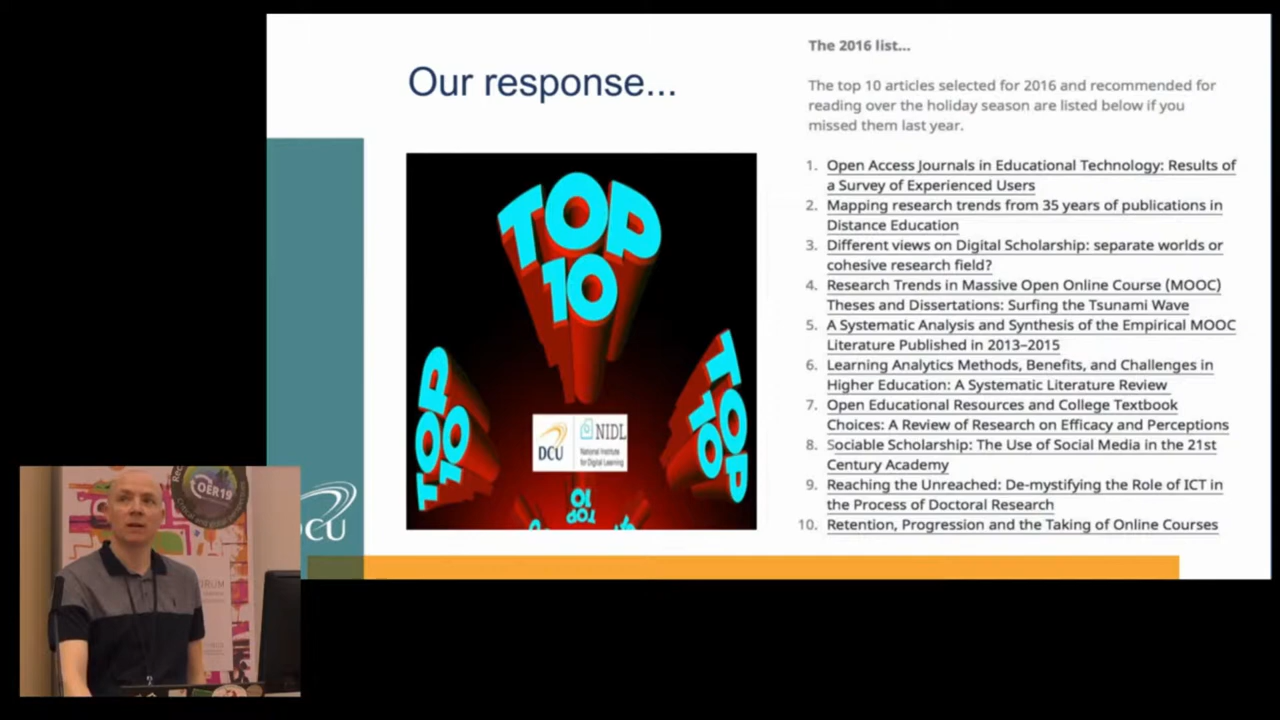 Our response...
The 2016 list...
The top 10 articles selected for 2016 and recommended for
reading over the holiday season are listed below if you
missed them last year.
1. Open Access Journals in Educational Technology: Results of
a Survey of Experienced Users
2. Mapping research trends from 35 years of publications in
Distance Education
3. Different views on Digital Scholarship: separate worlds or
cohesive research field?
4. Research Trends in Massive Open Online Course (MOOC)
Theses and Dissertations: Surfing the Tsunami Wave
5. A Systematic Analysis and Synthesis of the Empirical MOOC
Literature Published in 2013–2015
6. Learning Analytics Methods, Benefits, and Challenges in
Higher Education: A Systematic Literature Review
7. Open Educational Resources and College Textbook
Choices: A Review of Research on Efficacy and Perceptions
8. Sociable Scholarship: The Use of Social Media in the 21st
Century Academy
9. Reaching the Unreached: De-mystifying the Role of ICT in
the Process of Doctoral Research
10. Retention, Progression and the Taking of Online Courses
TOP
10
TOP
10
TOP
10
DCU
NIDL
National Institute
for Digital Learning
TOP
10
DCU
OER19